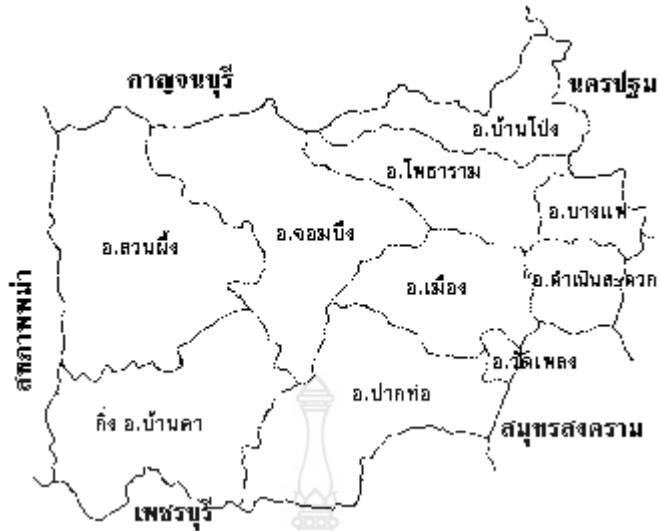 กาญจนบุรี
นครปฐม
อ.บ้านโป่ง
อ.โพธาราม
อ.บางแพ
อ.สวนผึ้ง
อ.จอมบึง
อ.เมือง
อ.ดำเนินสะดวก
สหภาพพม่า
อ.วัดเพลง
อ.ปากท่อ
กิ่ง อ.บ้านคา
สมุทรสงคราม
เพชรบุรี